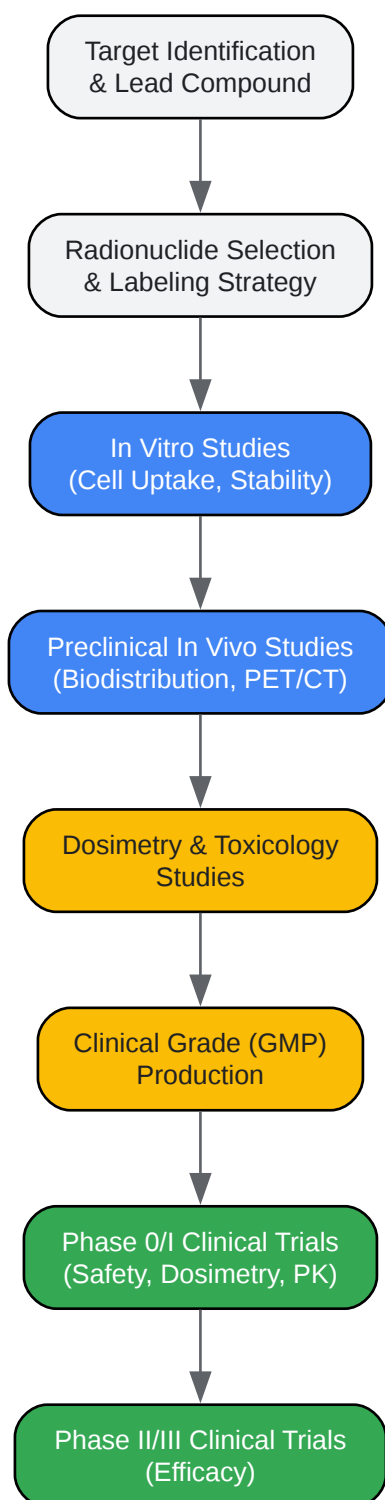 Target Identification
& Lead Compound
Radionuclide Selection
& Labeling Strategy
In Vitro Studies
(Cell Uptake, Stability)
Preclinical In Vivo Studies
(Biodistribution, PET/CT)
Dosimetry & Toxicology
Studies
Clinical Grade (GMP)
Production
Phase 0/I Clinical Trials
(Safety, Dosimetry, PK)
Phase II/III Clinical Trials
(Efficacy)